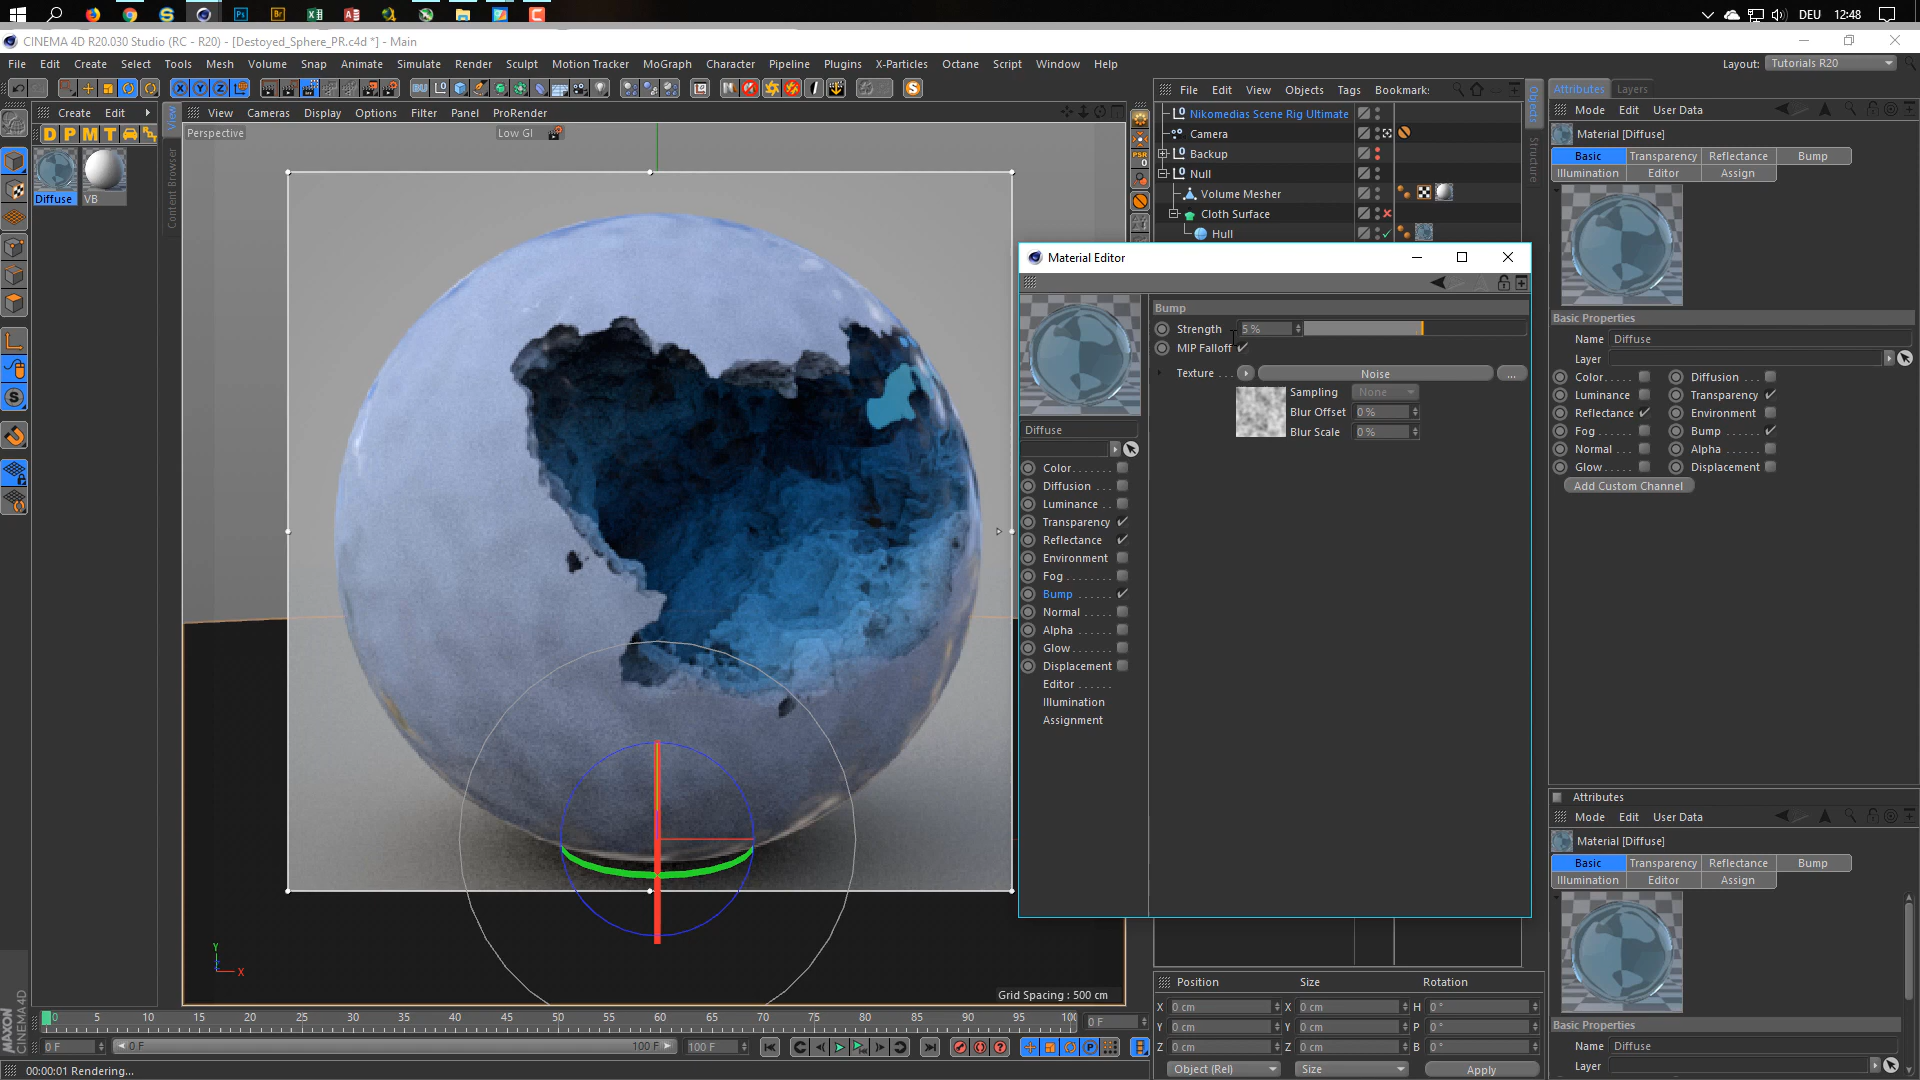 DEU 12:48
CINEMA 4D R20.030 Studio (RC - R20) - [Destoyed_Sphere_PR.c4d *] - Main
File Edit Create Select Tools Mesh Volume Snap Animate Simulate Render Sculpt Motion Tracker MoGraph Character Pipeline Plugins X-Particles Octane Script Window Help Layout: Tutorials R20
Create Edit View Cameras Display Options Filter Panel ProRender
File Edit View Objects Tags Bookmark:
Attributes Layers
Mode Edit User Data
Perspective Low GI
D P M T
View
Content Browser
Objects
Structure
Diffuse VB
PSR
0
Nikomedias Scene Rig Ultimate
Camera
Backup
Null
Volume Mesher
Cloth Surface
Hull
Material [Diffuse]
Basic Transparency Reflectance Bump
Illumination Editor Assign
Basic Properties
Name Diffuse
Layer
Color Diffusion
Luminance Transparency
Reflectance Environment
Fog Bump
Normal Alpha
Glow Displacement
Add Custom Channel
Material Editor
Bump
Strength 5 %
MIP Falloff
Texture Noise ...
Sampling None
Blur Offset 0 %
Blur Scale 0 %
Diffuse
Color
Diffusion
Luminance
Transparency
Reflectance
Environment
Fog
Bump
Normal
Alpha
Glow
Displacement
Editor
Illumination
Assignment
Attributes
Mode Edit User Data
Material [Diffuse]
Basic Transparency Reflectance Bump
Illumination Editor Assign
Basic Properties
Name Diffuse
Layer
Y
Z
X
Grid Spacing : 500 cm
0 5 10 15 20 25 30 35 40 45 50 55 60 65 70 75 80 85 90 95 100 0 F
0 F 0 F 100 F 100 F
Position Size Rotation
X 0 cm X 0 cm H 0 °
Y 0 cm Y 0 cm P 0 °
Z 0 cm Z 0 cm B 0 °
Object (Rel) Size Apply
MAXON CINEMA 4D
00:00:01 Rendering...